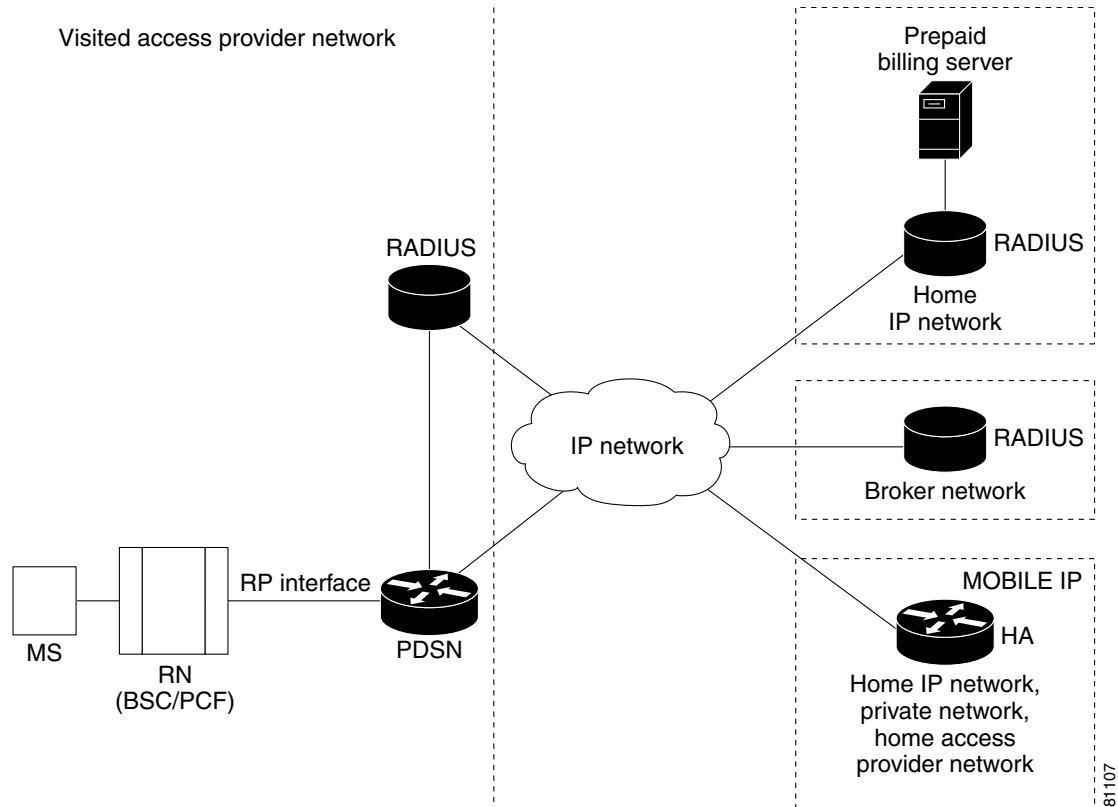 Visited access provider network
Prepaid
billing server
RADIUS
RADIUS
Home
IP network
IP network
RADIUS
Broker network
RP interface
MOBILE IP
MS
RN
(BSC/PCF)
PDSN
HA
Home IP network,
private network,
home access
provider network
81107